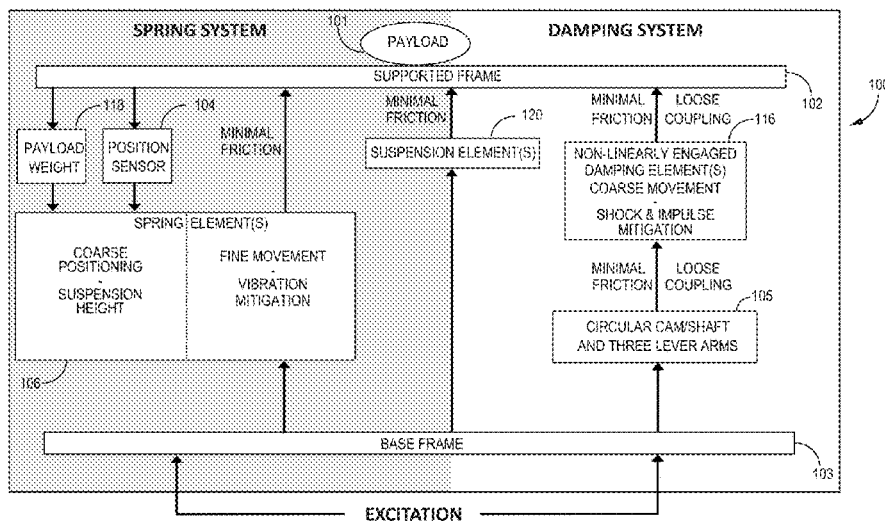 SPRING SYSTEM
101
PAYLOAD
DAMPING SYSTEM
SUPPORTED FRAME
102
100
118
104
PAYLOAD
WEIGHT
POSITION
SENSOR
MINIMAL
FRICTION
MINIMAL
FRICTION
120
SUSPENSION ELEMENT(S)
MINIMAL
FRICTION
LOOSE
COUPLING
116
NON-LINEARLY ENGAGED
DAMPING ELEMENT(S)
COARSE MOVEMENT
-
SHOCK & IMPULSE
MITIGATION
SPRING ELEMENT(S)
COARSE
POSITIONING
-
SUSPENSION
HEIGHT
FINE MOVEMENT
-
VIBRATION
MITIGATION
106
MINIMAL
FRICTION
LOOSE
COUPLING
105
CIRCULAR CAM/SHAFT
AND THREE LEVER ARMS
BASE FRAME
103
EXCITATION